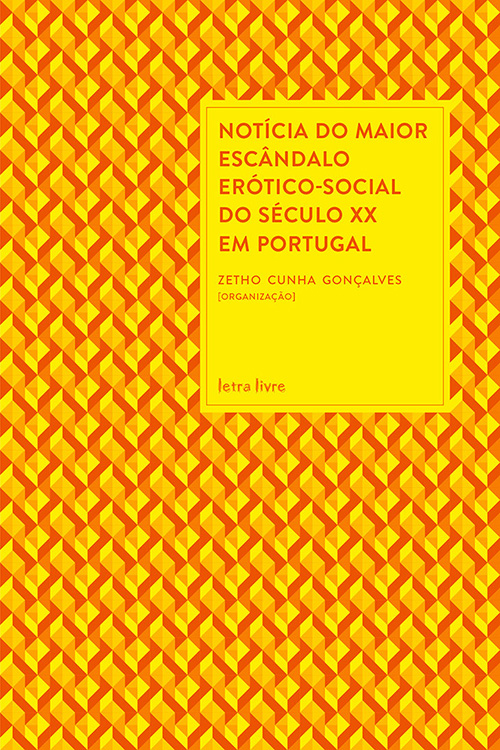 NOTÍCIA DO MAIOR
ESCÂNDALO
ERÓTICO-SOCIAL
DO SÉCULO XX
EM PORTUGAL
ZETHO CUNHA GONÇALVES
[ORGANIZAÇÃO]
letra livre